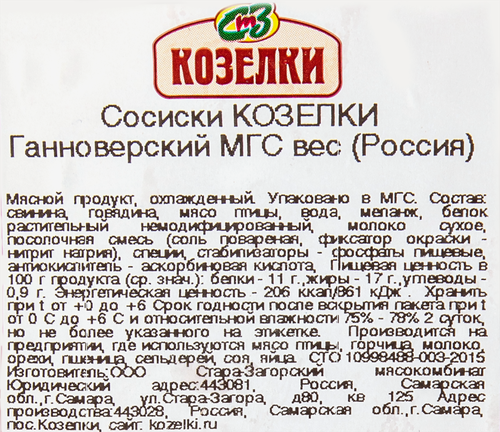 СтЗ
КОЗЕЛКИ
Сосиски КОЗЕЛКИ
Ганноверский МГС вес (Россия)
Мясной продукт, охлажденный. Упаковано в МГС. Состав:
свинина, говядина, мясо птицы, вода, меланж, белок
растительный немодифицированный, молоко сухое,
посолочная смесь (соль повареная, фиксатор окраски -
нитрит натрия), специи, стабилизаторы - фосфаты пищевые,
антиокислитель - аскорбиновая кислота, Пищевая ценность в
100 г продукта (ср. знач.): белки - 11 г.,жиры - 17 г.,углеводы -
0,9 г. Энергетическая ценность - 206 ккал/861 кДж. Хранить
при t от +0 до +6 Срок годности после вскрытия пакета при t
от 0 С до +6 С и относительной влажности 75% - 78% 2 суток,
но не более указанного на этикетке. Произодится на
предприятии, где используются мясо птицы, горчица, молоко,
орехи, пшеница, сельдерей, соя, яйца. СТО 10998488-003-2015
Изготовитель:ООО Стара-Загорский мясокомбинат
Юридический адрес:443081, Россия, Самарская
обл.,г.Самара, ул.Стара-Загора, д80, кв 125 Адрес
производства:443028, Россия, Самарская обл.,г.Самара,
пос.Козелки, сайт: kozelki.ru